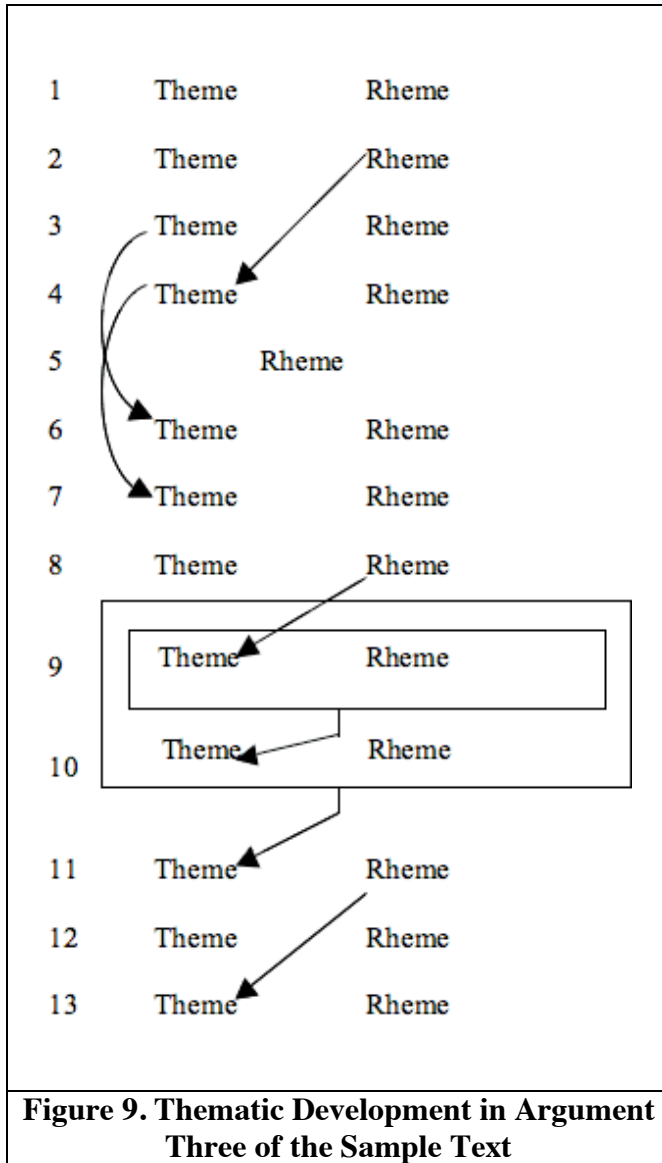 1 Theme Rheme
2 Theme Rheme
3 Theme Rheme
4 Theme Rheme
5 Rheme
6 Theme Rheme
7 Theme Rheme
8 Theme Rheme
9 Theme Rheme
10 Theme Rheme
11 Theme Rheme
12 Theme Rheme
13 Theme Rheme
Figure 9. Thematic Development in Argument
Three of the Sample Text